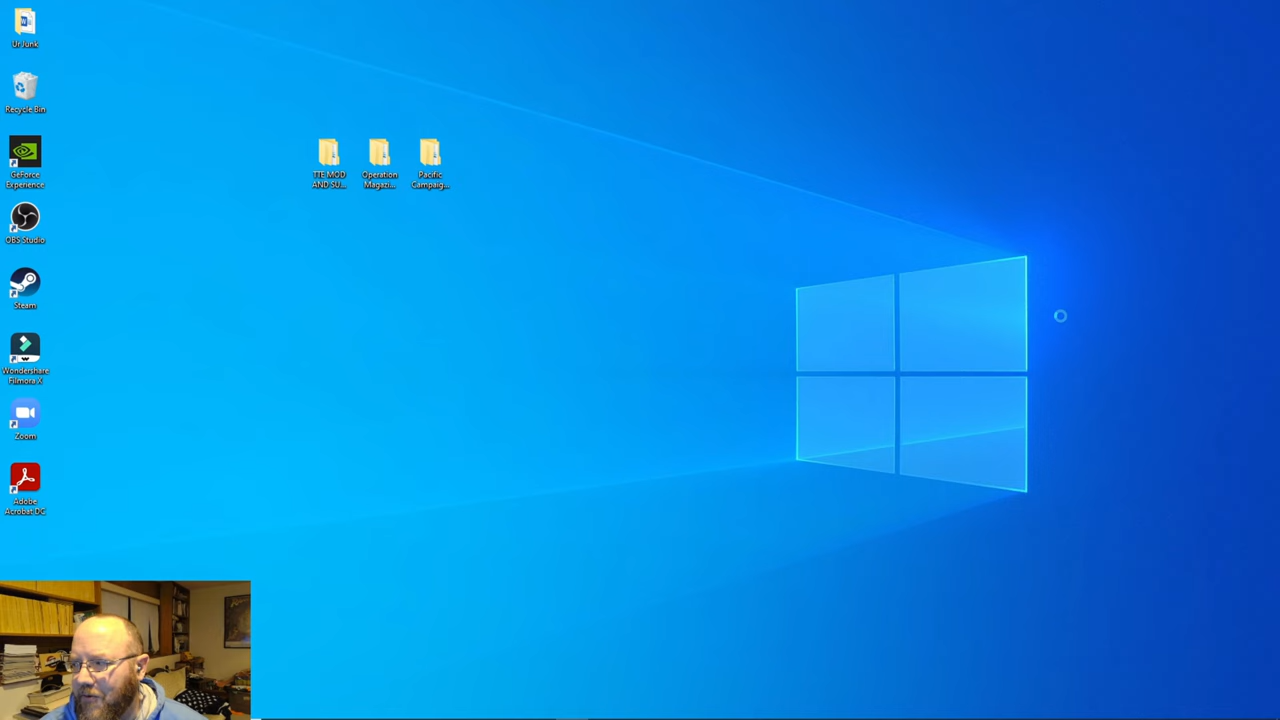 Ur Junk
Recycle Bin
GeForce
Experience
OBS Studio
Steam
Wondershare
Filmora X
Zoom
Adobe
Acrobat DC
TTE MOD
AND SU...
Operation
Magazi...
Pacific
Campaig...